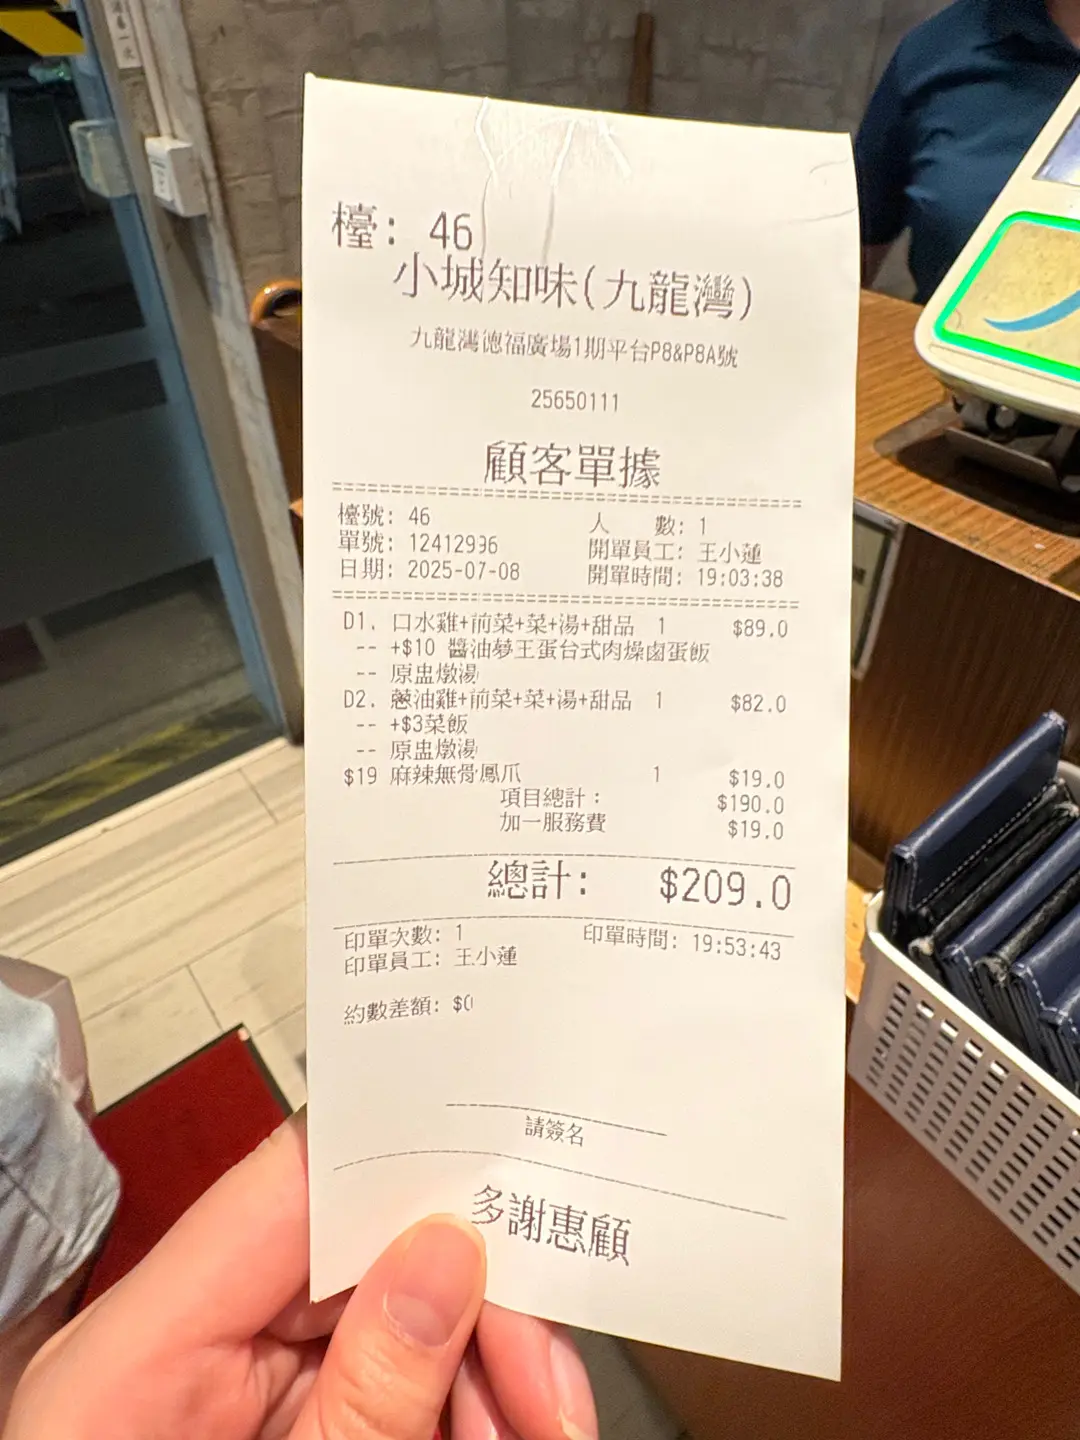 檯: 46
小城知味(九龍灣)
九龍灣德福廣場1期平台P8&P8A號
25650111
顧客單據
檯號: 46 人 數: 1
單號: 12412996 開單員工: 王小蓮
日期: 2025-07-08 開單時間: 19:03:38
D1. 口水雞+前菜+菜+湯+甜品 1 $89.0
-- +$10 醬油夢王蛋台式肉燥鹵蛋飯
-- 原盅燉湯
D2. 蔥油雞+前菜+菜+湯+甜品 1 $82.0
-- +$3菜飯
-- 原盅燉湯
$19 麻辣無骨鳳爪 1 $19.0
項目總計: $190.0
加一服務費 $19.0
總計: $209.0
印單次數: 1 印單時間: 19:53:43
印單員工: 王小蓮
約數差額: $0
請簽名
多謝惠顧